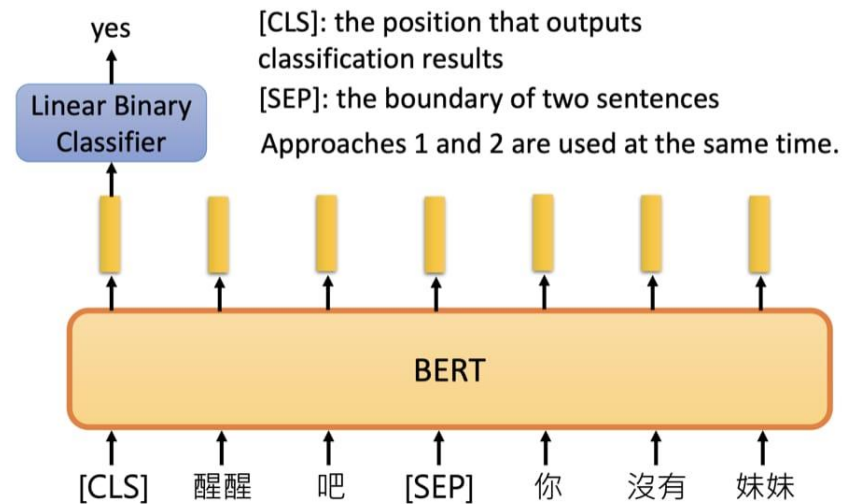 yes
[CLS]: the position that outputs
classification results
Linear Binary
Classifier
[SEP]: the boundary of two sentences
Approaches 1 and 2 are used at the same time.
BERT
[CLS] 醒醒 吧 [SEP] 你 沒有 妹妹